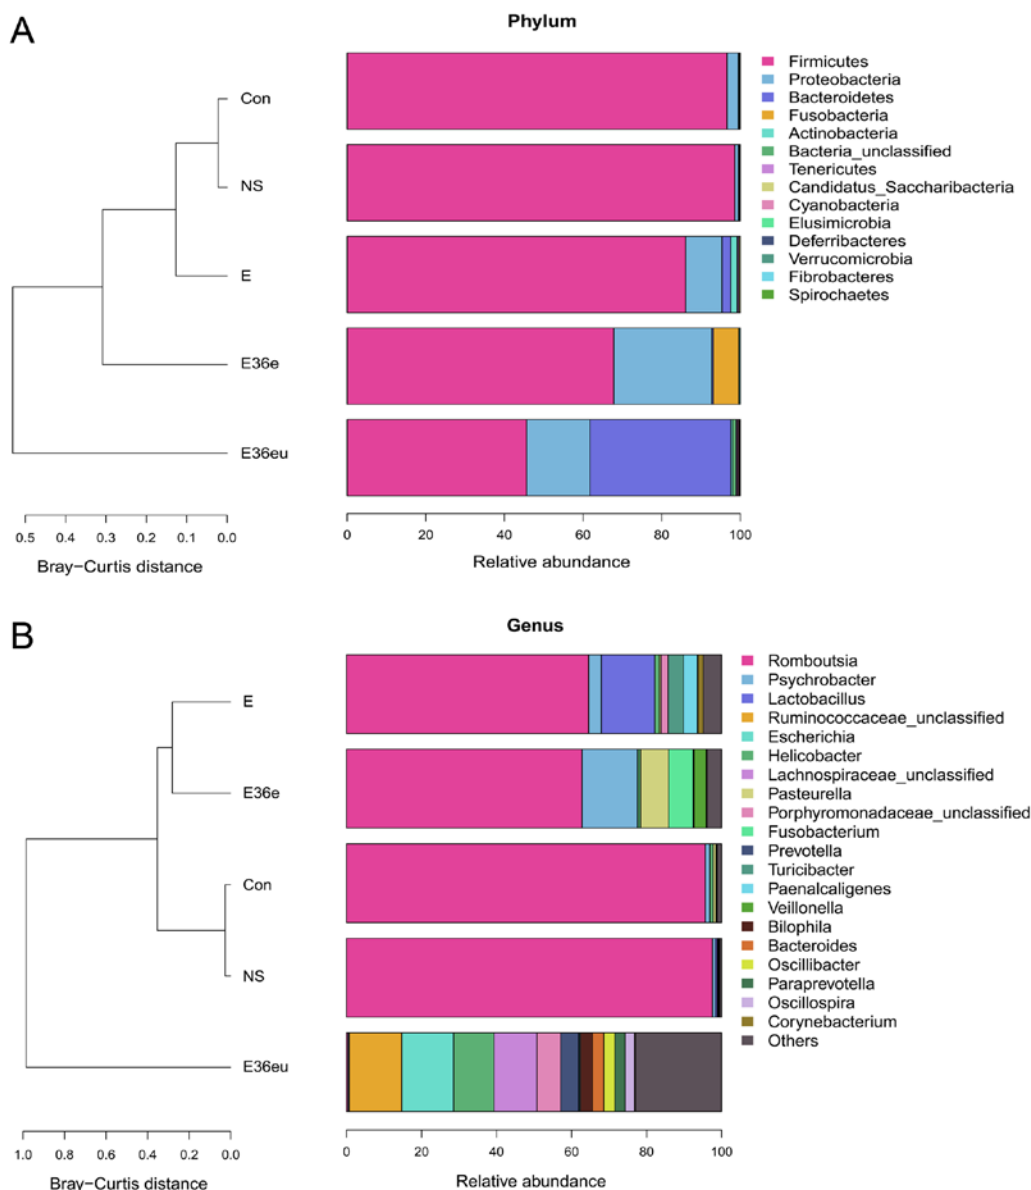 A
Phylum
Con
NS
E
E36e
E36eu
0.5 0.4 0.3 0.2 0.1 0.0
Bray−Curtis distance
0 20 40 60 80 100
Relative abundance
Firmicutes
Proteobacteria
Bacteroidetes
Fusobacteria
Actinobacteria
Bacteria_unclassified
Tenericutes
Candidatus_Saccharibacteria
Cyanobacteria
Elusimicrobia
Deferribacteres
Verrucomicrobia
Fibrobacteres
Spirochaetes
B
Genus
E
E36e
Con
NS
E36eu
1.0 0.8 0.6 0.4 0.2 0.0
Bray−Curtis distance
0 20 40 60 80 100
Relative abundance
Romboutsia
Psychrobacter
Lactobacillus
Ruminococcaceae_unclassified
Escherichia
Helicobacter
Lachnospiraceae_unclassified
Pasteurella
Porphyromonadaceae_unclassified
Fusobacterium
Prevotella
Turicibacter
Paenalcaligenes
Veillonella
Bilophila
Bacteroides
Oscillibacter
Paraprevotella
Oscillospira
Corynebacterium
Others